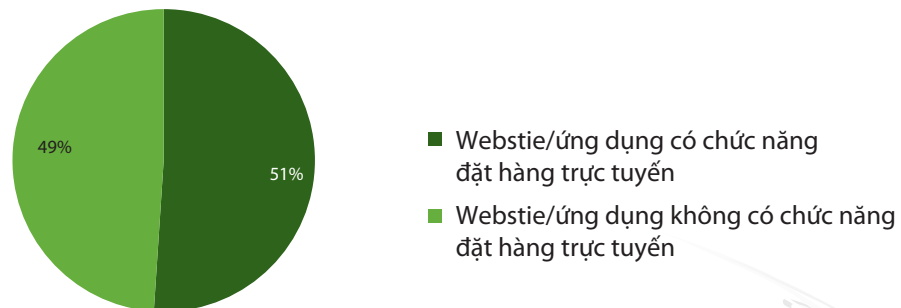 49%
51%
Webstie/ứng dụng có chức năng
đặt hàng trực tuyến
Webstie/ứng dụng không có chức năng
đặt hàng trực tuyến